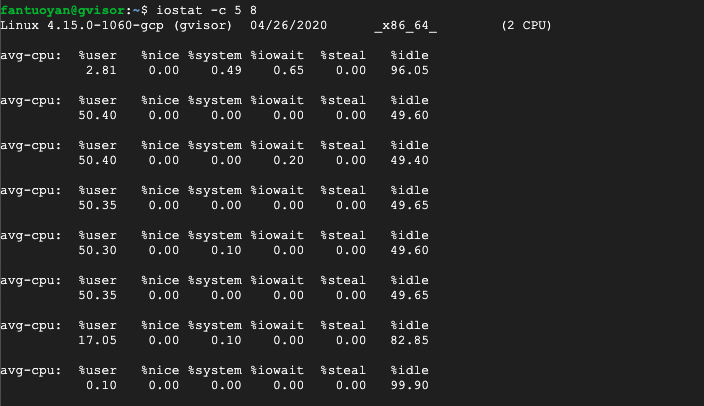 fantuoyan@gvisor:~$ iostat -c 5 8
Linux 4.15.0-1060-gcp (gvisor) 04/26/2020 _x86_64_ (2 CPU)
avg-cpu: %user %nice %system %iowait %steal %idle
2.81 0.00 0.49 0.65 0.00 96.05
avg-cpu: %user %nice %system %iowait %steal %idle
50.40 0.00 0.00 0.00 0.00 49.60
avg-cpu: %user %nice %system %iowait %steal %idle
50.40 0.00 0.00 0.20 0.00 49.40
avg-cpu: %user %nice %system %iowait %steal %idle
50.35 0.00 0.00 0.00 0.00 49.65
avg-cpu: %user %nice %system %iowait %steal %idle
50.30 0.00 0.10 0.00 0.00 49.60
avg-cpu: %user %nice %system %iowait %steal %idle
50.35 0.00 0.00 0.00 0.00 49.65
avg-cpu: %user %nice %system %iowait %steal %idle
17.05 0.00 0.10 0.00 0.00 82.85
avg-cpu: %user %nice %system %iowait %steal %idle
0.10 0.00 0.00 0.00 0.00 99.90